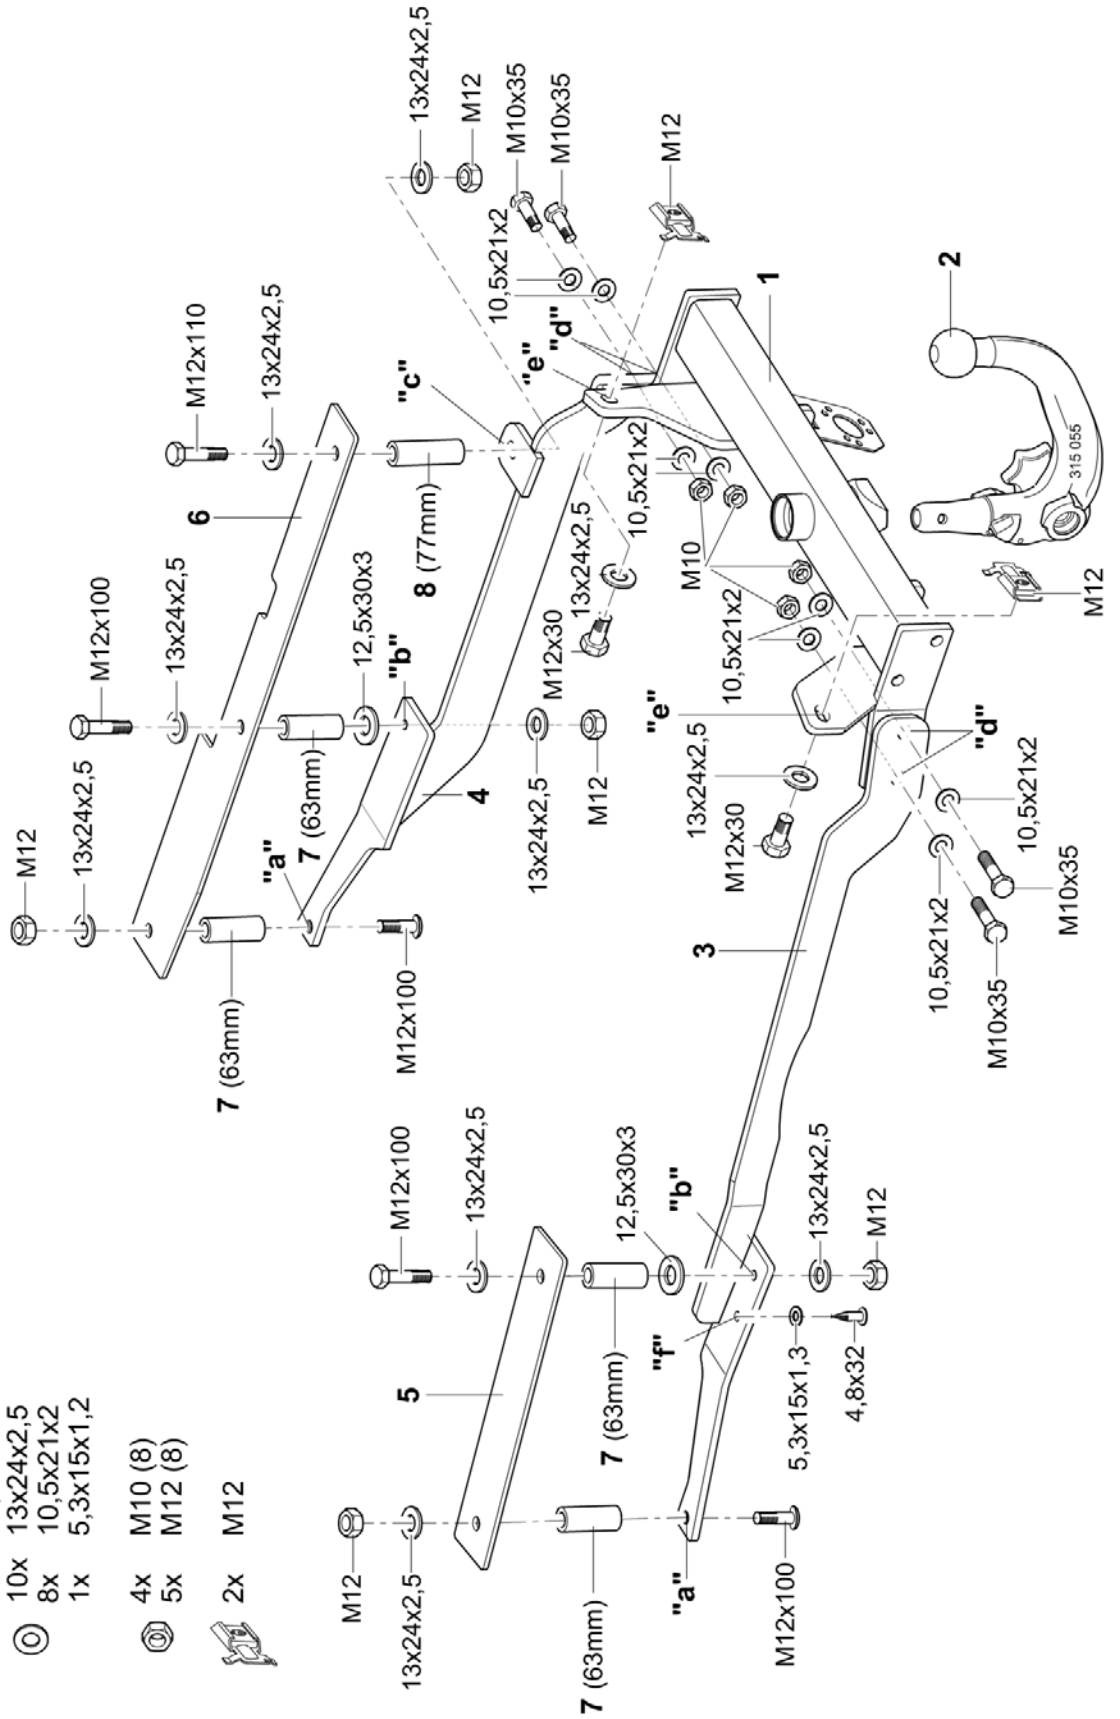 10x 13x24x2,5
8x 10,5x21x2
1x 5,3x15x1,2
4x M10 (8)
5x M12 (8)
2x M12
M12
13x24x2,5
M12x100
13x24x2,5
M12x110
13x24x2,5
13x24x2,5
M12
M10x35
M10x35
10,5x21x2
M12
6
"c"
"e"
"d"
1
2
315 055
8 (77mm)
12,5x30x3
"b"
7
(63mm)
"a"
4
13x24x2,5
M12
7 (63mm)
M12x100
10,5x21x2
M10
13x24x2,5
M12x30
10,5x21x2
"e"
13x24x2,5
M12x30
M12
"d"
10,5x21x2
M10x35
10,5x21x2
M10x35
3
M12x100
13x24x2,5
12,5x30x3
"b"
13x24x2,5
M12
"f"
5,3x15x1,3
4,8x32
5
7 (63mm)
M12
13x24x2,5
7 (63mm)
"a"
M12x100